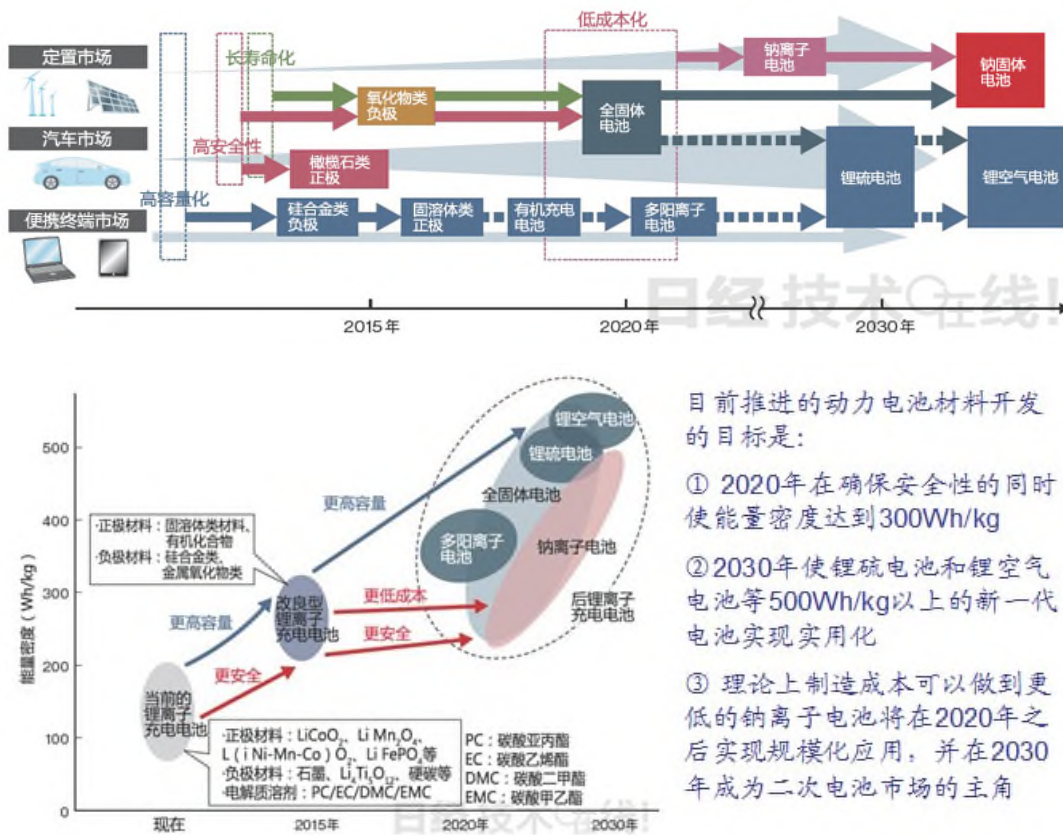 低成本化
定置市场
长寿命化
钠离子
电池
钠固体
电池
氧化物类
负极
全固体
电池
汽车市场
高安全性
橄榄石类
正极
锂硫电池
锂空气电池
高容量化
硅合金类
负极
固溶体类
正极
有机充电
电池
多阳离子
电池
便携终端市场
日经技术在线!
2015年
2020年
2030年
能量密度(Wh/kg)
500
400
300
200
100
0
现在
2015年
2020年
2030年
锂空气电池
锂硫电池
全固体电池
更高容量
·正极材料:固溶体类材料、
有机化合物
·负极材料:硅合金类、
金属氧化物类
多阳离子
电池
钠离子电池
改良型
锂离子
充电电池
更低成本
后锂离子
充电电池
更高容量
更安全
更安全
当前的
锂离子
充电电池
·正极材料:LiCoO₂、Li Mn₂O₄、
L(i Ni-Mn-Co)O₂、Li FePO₄等
·负极材料:石墨、Li₄Ti₅O₁₂、硬碳等
·电解质溶剂:PC/EC/DMC/EMC
PC:碳酸亚丙酯
EC:碳酸乙烯酯
DMC:碳酸二甲酯
EMC:碳酸甲乙酯
日经技术在线!
目前推进的动力电池材料开发
的目标是:
① 2020年在确保安全性的同时
使能量密度达到300Wh/kg
②2030年使锂硫电池和锂空气
电池等500Wh/kg以上的新一代
电池实现实用化
③ 理论上制造成本可以做到更
低的钠离子电池将在2020年之
后实现规模化应用,并在2030
年成为二次电池市场的主角